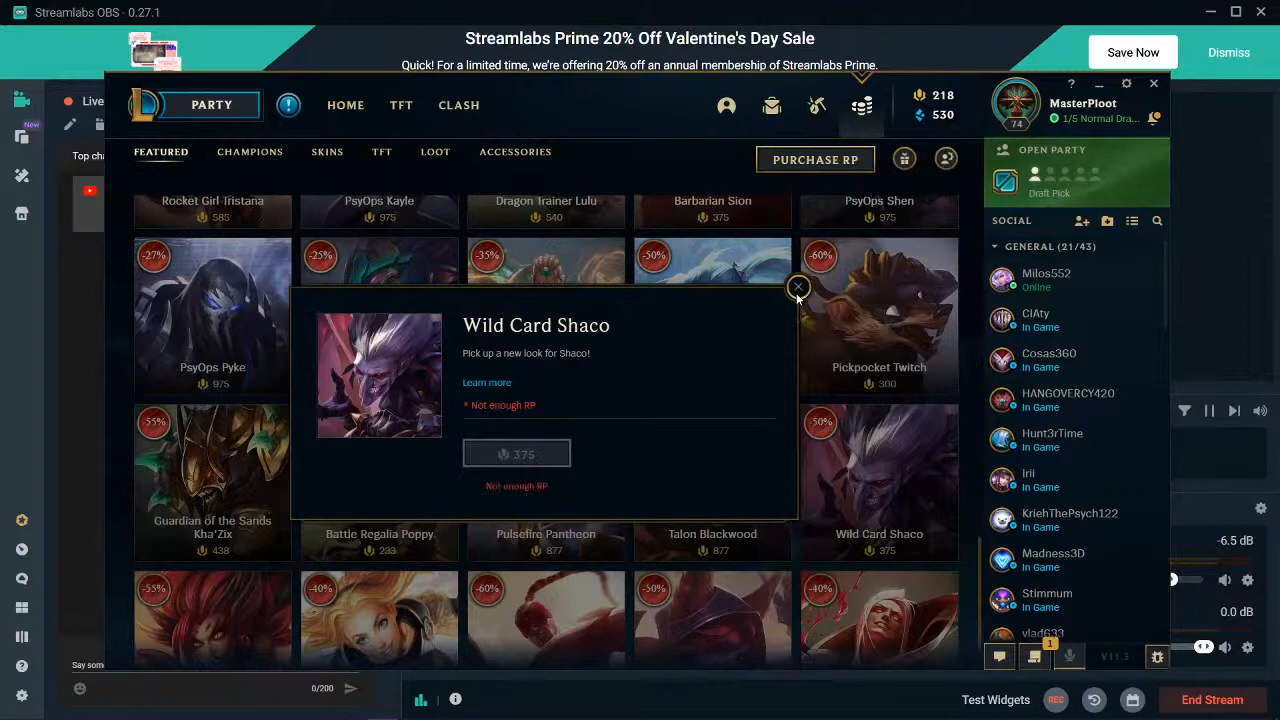 Streamlabs OBS - 0.27.1
Streamlabs Prime 20% Off Valentine's Day Sale
Quick! For a limited time, we're offering 20% off an annual membership of Streamlabs Prime.
Save Now
Dismiss
New
Live
PARTY
HOME
TFT
CLASH
218
530
?
MasterPloot
74
1/5 Normal Dra...
FEATURED
CHAMPIONS
SKINS
TFT
LOOT
ACCESSORIES
PURCHASE RP
OPEN PARTY
Draft Pick
Top cha
SOCIAL
GENERAL (21/43)
Rocket Girl Tristana
585
PsyOps Kayle
975
Dragon Trainer Lulu
540
Barbarian Sion
375
PsyOps Shen
975
-27%
-25%
-35%
-50%
-60%
PsyOps Pyke
975
Pickpocket Twitch
300
Wild Card Shaco
Pick up a new look for Shaco!
Learn more
* Not enough RP
375
Not enough RP
-55%
-50%
Guardian of the Sands
Kha'Zix
438
Battle Regalia Poppy
233
Pulsefire Pantheon
877
Talon Blackwood
877
Wild Card Shaco
375
-55%
-40%
-60%
-50%
-40%
Milos552
Online
ClAty
In Game
Cosas360
In Game
HANGOVERCY420
In Game
Hunt3rTime
In Game
Irii
In Game
KriehThePsych122
In Game
Madness3D
In Game
Stimmum
In Game
vlad633
1
V11.3
-6.5 dB
0.0 dB
Say som
0/200
Test Widgets
REC
End Stream